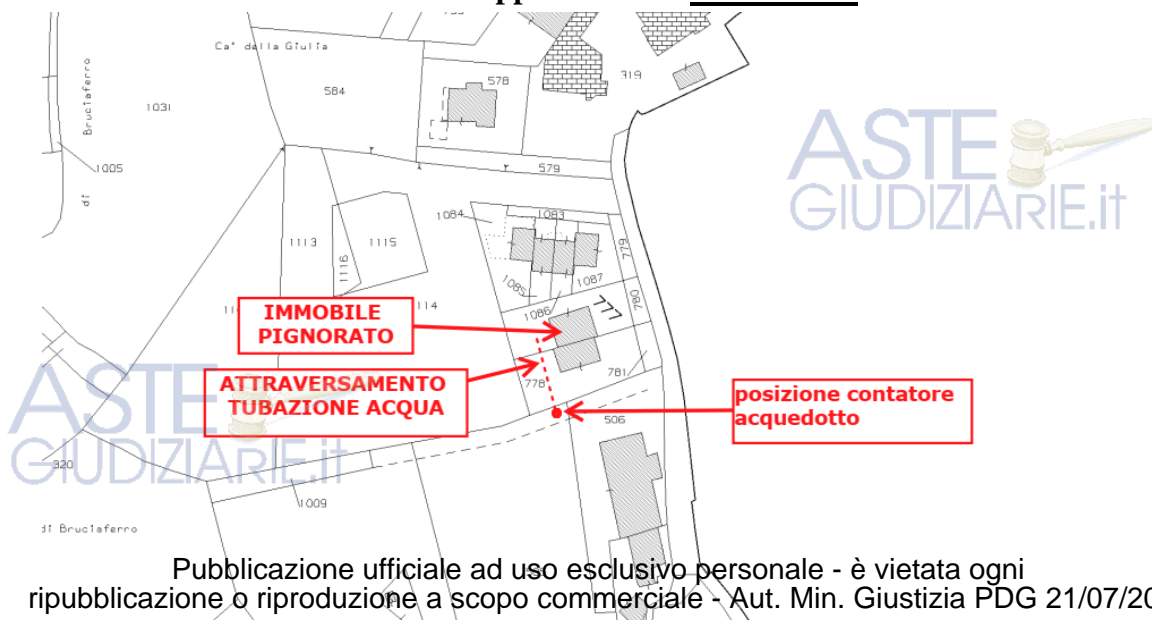 Ca' della Giulia
578
319
584
1031
Bruciaferro
di
1005
579
1084
1083
779
1113
1115
1116
1085
1087
1086
777
780
114
IMMOBILE
PIGNORATO
ATTRAVERSAMENTO
TUBAZIONE ACQUA
778
781
posizione contatore
acquedotto
506
320
1009
di Bruciaferro
ASTE
GIUDIZIARIE.it
ASTE
GIUDIZIARIE.it
Pubblicazione ufficiale ad uso esclusivo personale - è vietata ogni
ripubblicazione o riproduzione a scopo commerciale - Aut. Min. Giustizia PDG 21/07/20